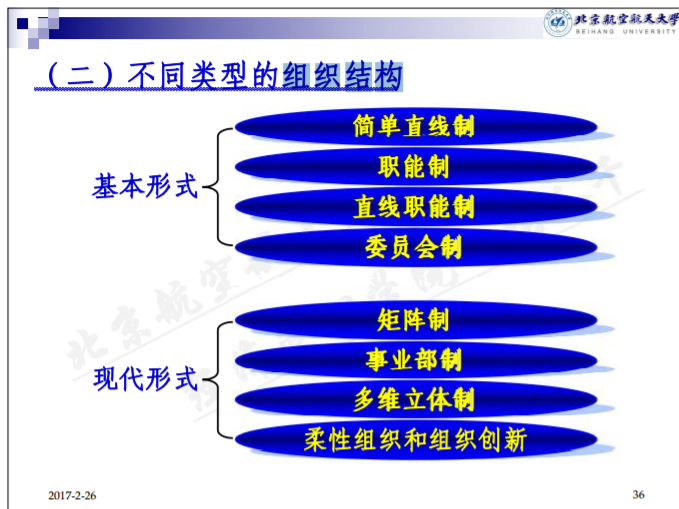 北京航空航天大学
BEIHANG UNIVERSITY
（二）不同类型的组织结构
基本形式
简单直线制
职能制
直线职能制
委员会制
现代形式
矩阵制
事业部制
多维立体制
柔性组织和组织创新
2017-2-26
36